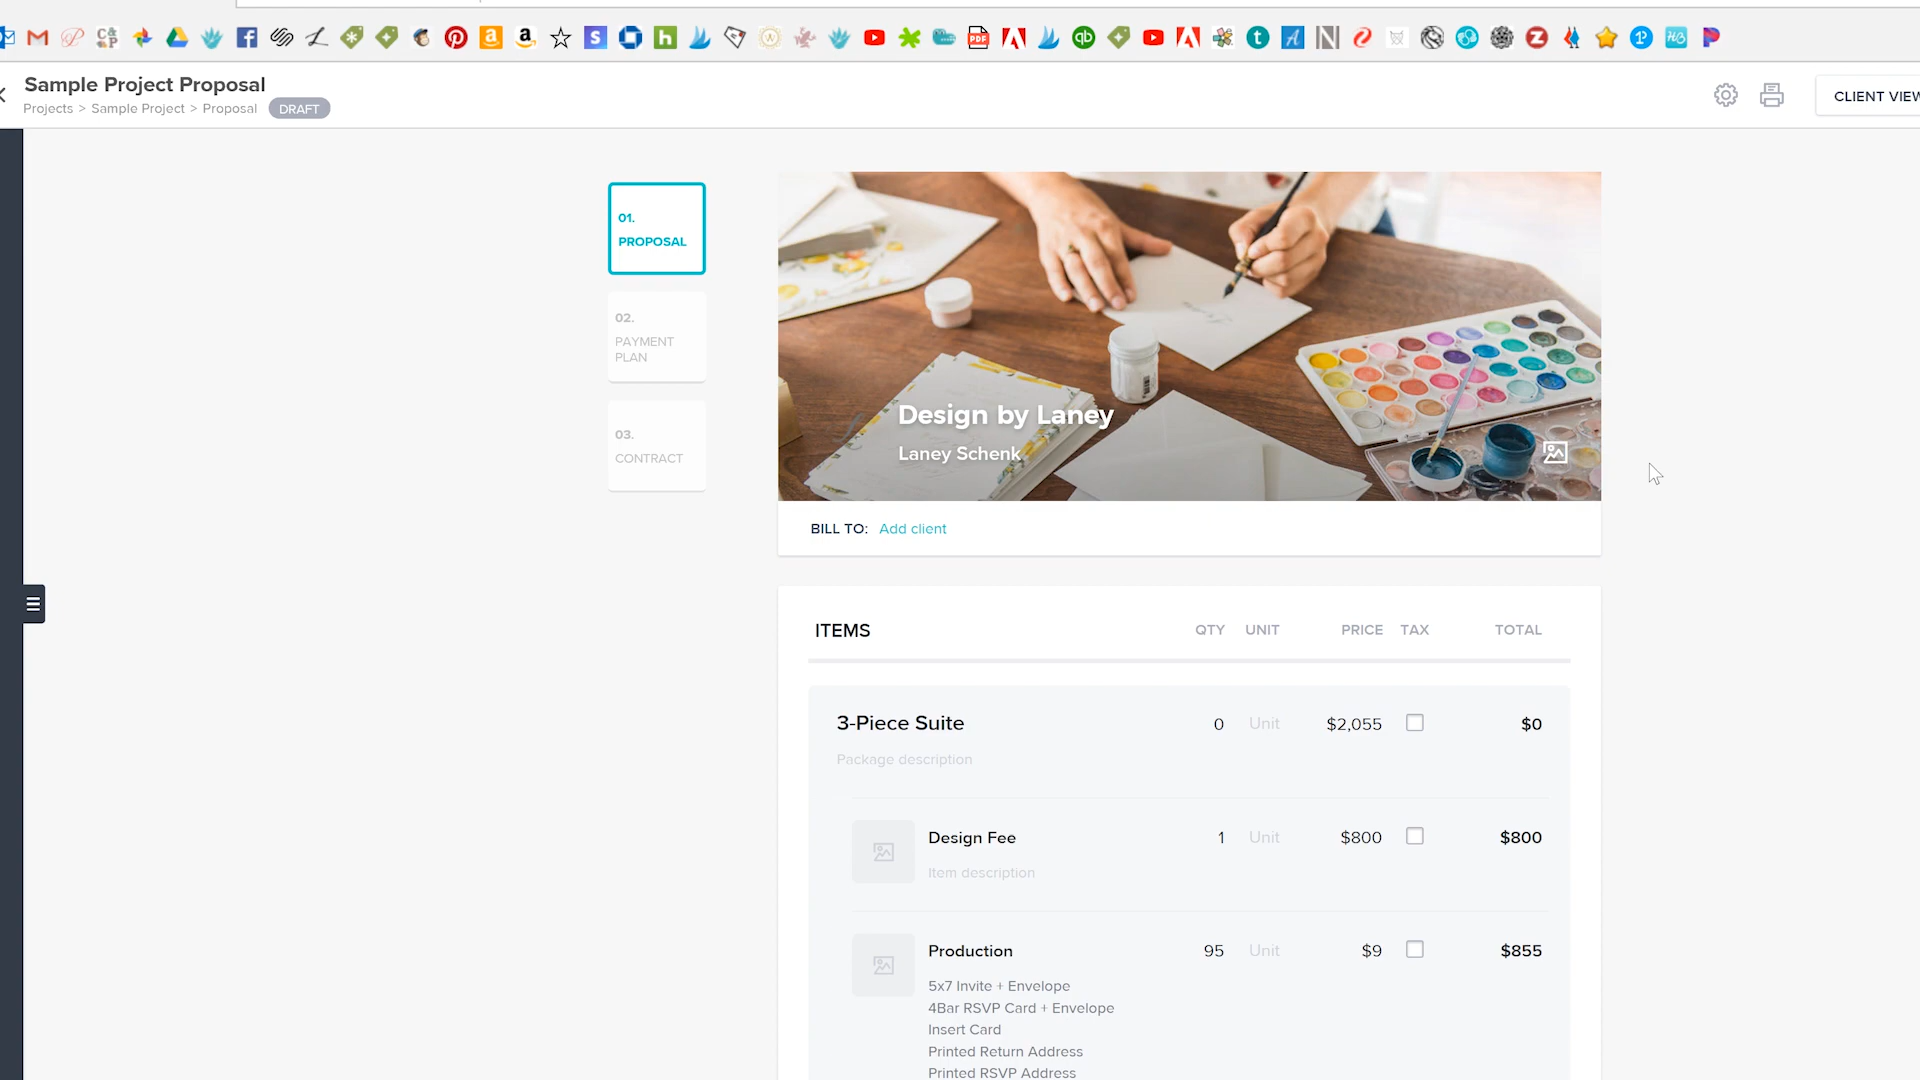 Sample Project Proposal
Projects > Sample Project > Proposal DRAFT
CLIENT VIEW
01.
PROPOSAL
02.
PAYMENT
PLAN
03.
CONTRACT
Design by Laney
Laney Schenk
BILL TO: Add client
ITEMS QTY UNIT PRICE TAX TOTAL
3-Piece Suite 0 Unit $2,055 $0
Package description
Design Fee 1 Unit $800 $800
Item description
Production 95 Unit $9 $855
5x7 Invite + Envelope
4Bar RSVP Card + Envelope
Insert Card
Printed Return Address
Printed RSVP Address